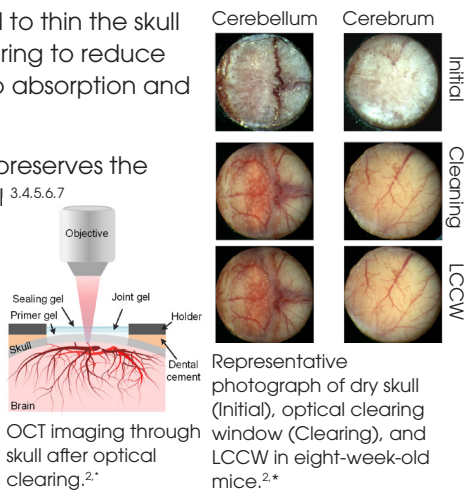 d to thin the skull
ring to reduce
o absorption and
preserves the
l 3.4.5.6.7
Objective
Sealing gel
Joint gel
Primer gel
Holder
Skull
Dental
cement
Brain
OCT imaging through
skull after optical
clearing.2,*
Cerebellum Cerebrum
Initial
Cleaning
LCCW
Representative
photograph of dry skull
(Initial), optical clearing
window (Clearing), and
LCCW in eight-week-old
mice.2,*